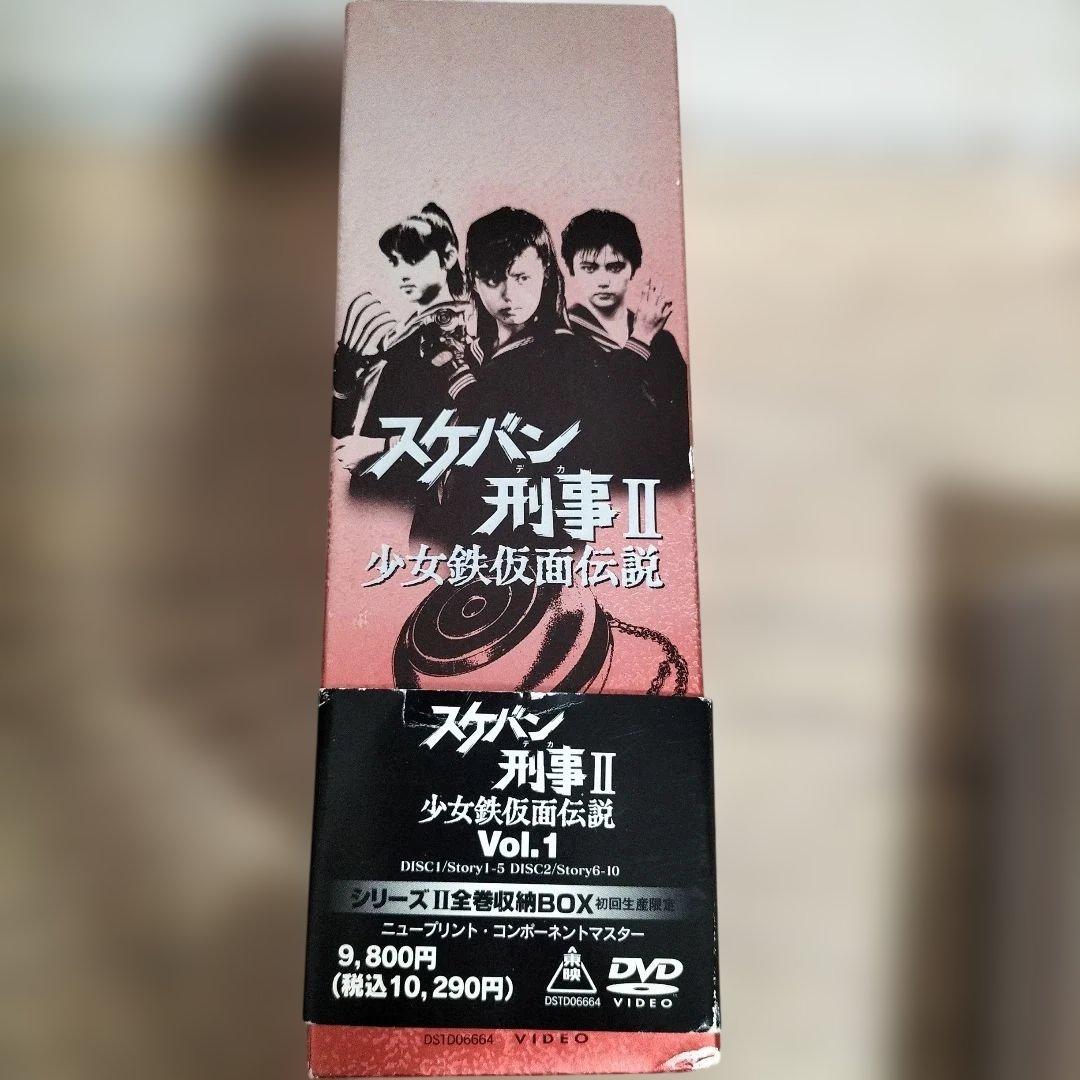 スケバン
デカ
刑事II
少女鉄仮面伝説
スケバン
デカ
刑事II
少女鉄仮面伝説
Vol.1
DISC1/Story1-5 DISC2/Story6-10
シリーズII全巻収納BOX 初回生産限定
ニュープリント・コンポーネントマスター
9,800円
(税込10,290円)
東映
DSTD06664
DVD
VIDEO
DSTD06664 VIDEO